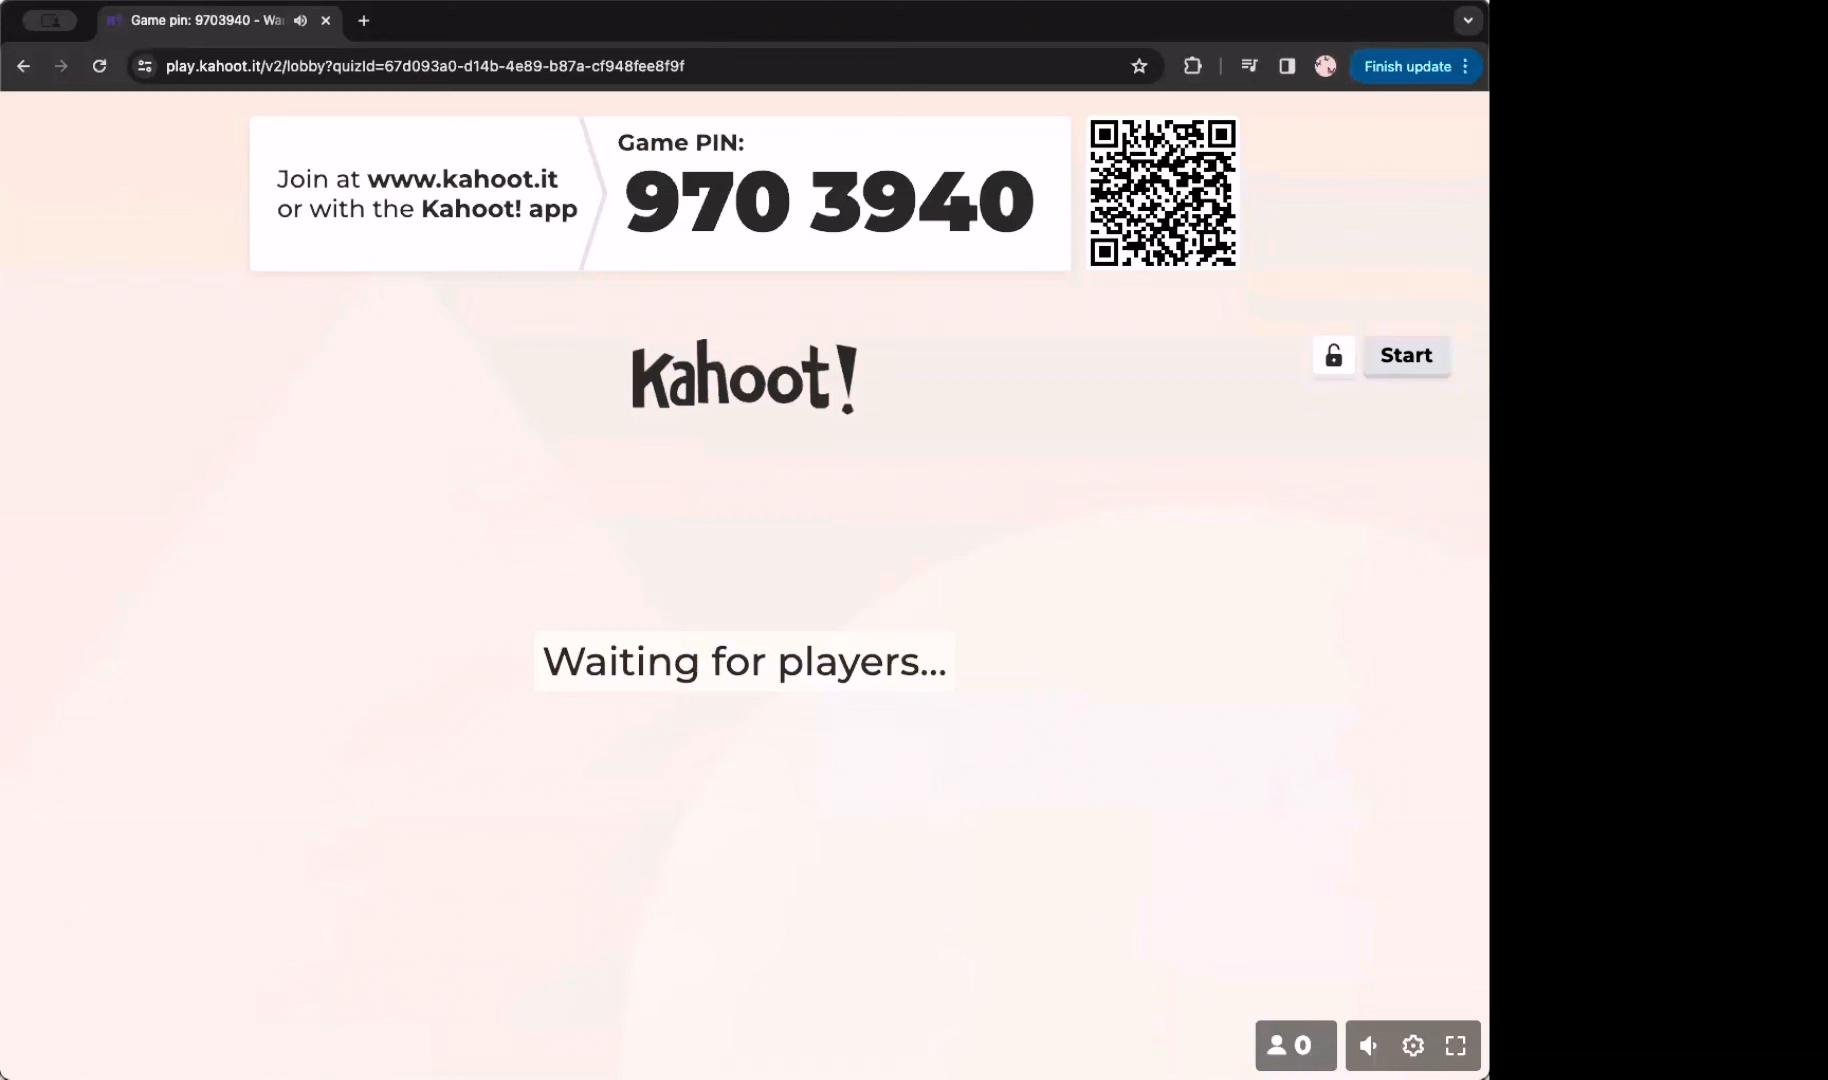 Game pin: 9703940 - Wa
play.kahoot.it/v2/lobby?quizId=67d093a0-d14b-4e89-b87a-cf948fee8f9f
Finish update
Join at www.kahoot.it
or with the Kahoot! app
Game PIN:
970 3940
Kahoot!
Start
Waiting for players...
0